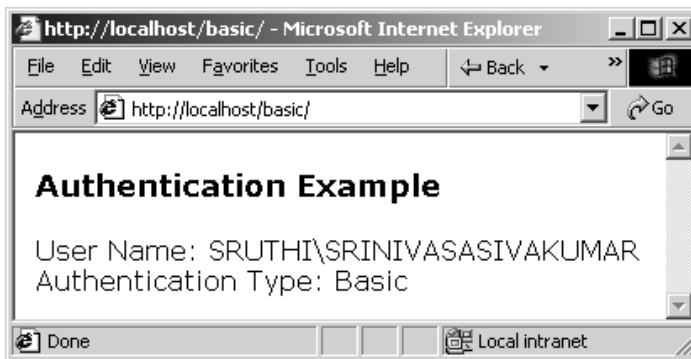 http://localhost/basic/ - Microsoft Internet Explorer
File Edit View Favorites Tools Help Back »
Address http://localhost/basic/ Go
Authentication Example
User Name: SRUTHI\SRINIVASASIVAKUMAR
Authentication Type: Basic
Done Local intranet